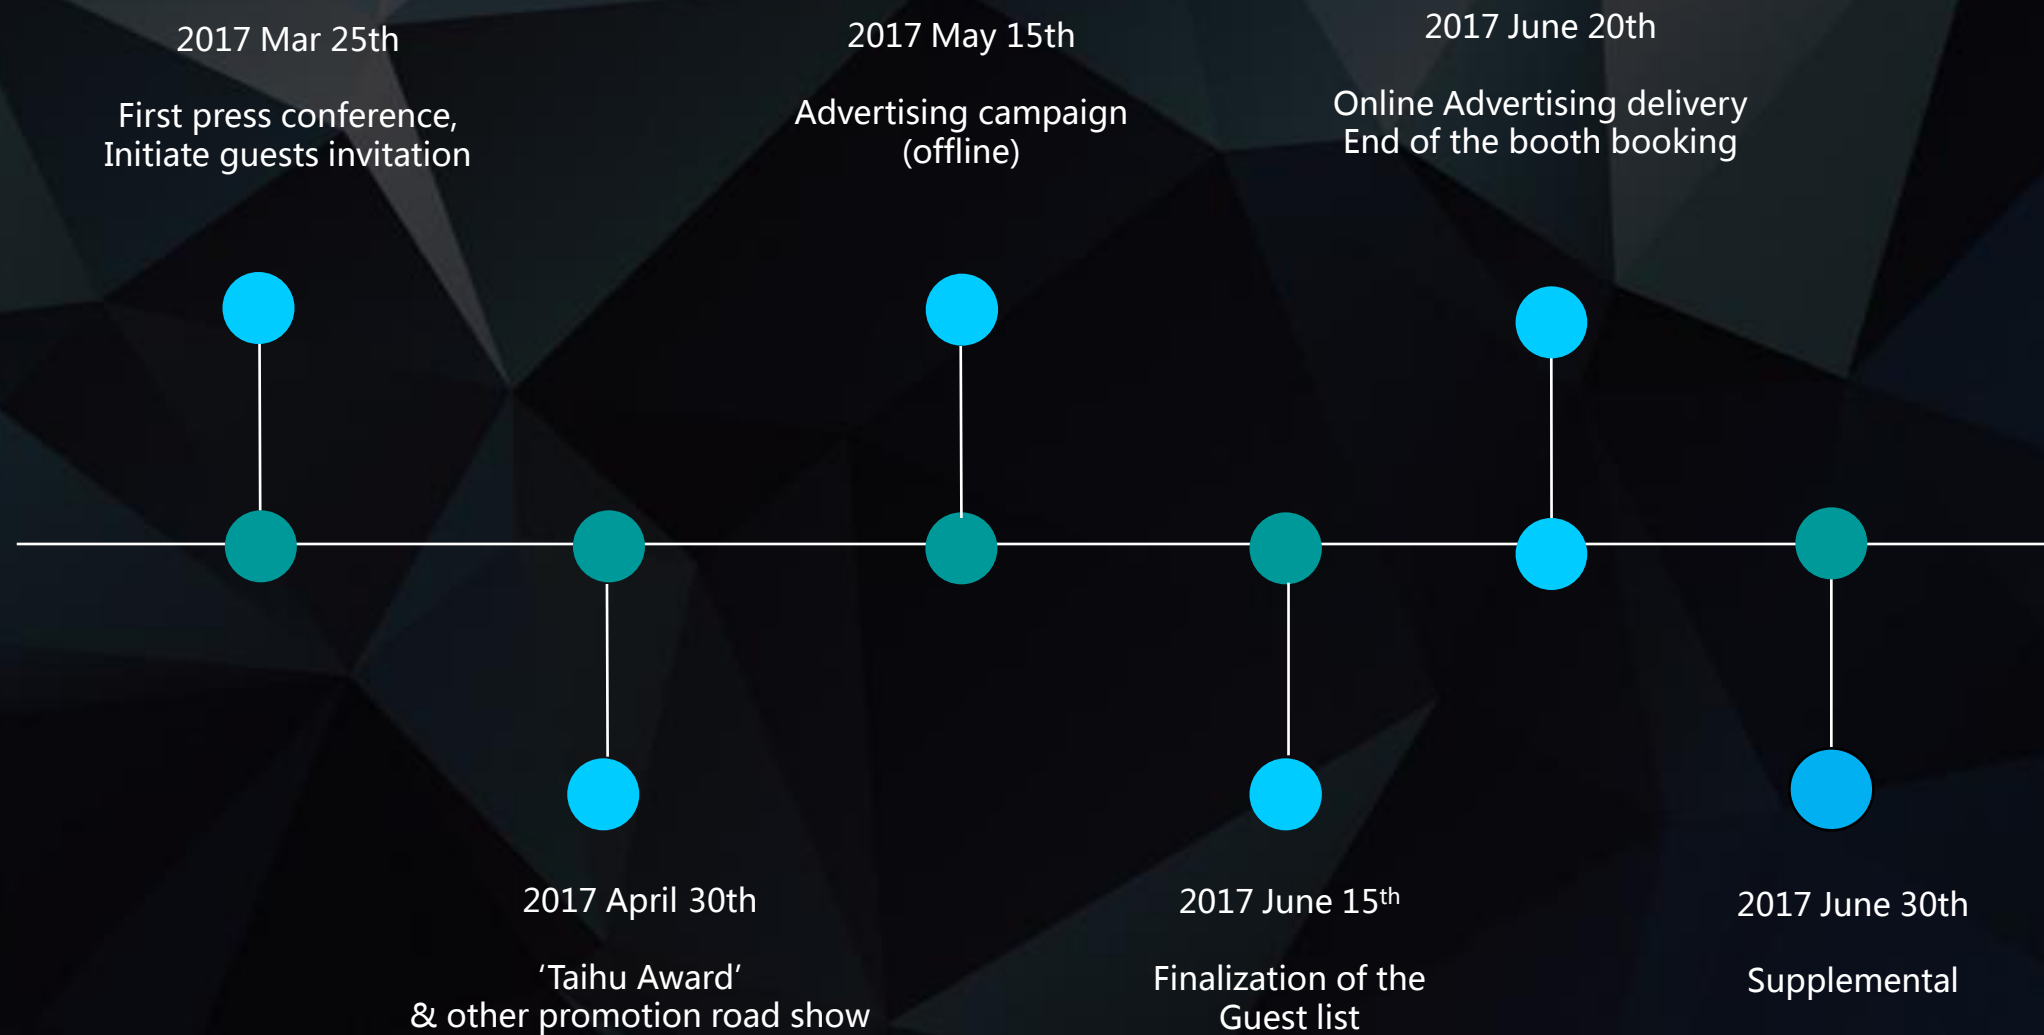 2017 Mar 25th
First press conference,
Initiate guests invitation
2017 April 30th
‘Taihu Award’
& other promotion road show
2017 May 15th
Advertising campaign
(offline)
2017 June 15th
Finalization of the
Guest list
2017 June 20th
Online Advertising delivery
End of the booth booking
2017 June 30th
Supplemental